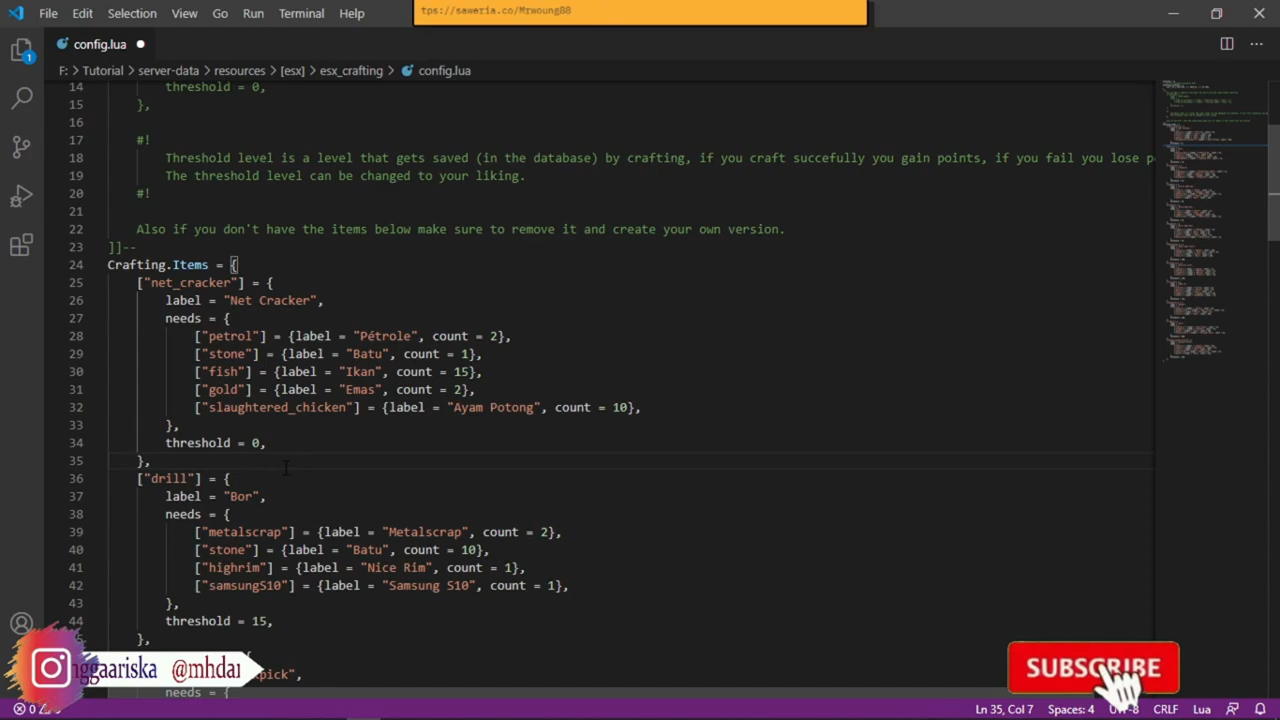 File Edit Selection View Go Run Terminal Help
tps://saweria.co/Mrwoung88
config.lua
F: > Tutorial > server-data > resources > [esx] > esx_crafting > config.lua
14 threshold = 0,
15 },
16
17 #!
18 Threshold level is a level that gets saved (in the database) by crafting, if you craft succefully you gain points, if you fail you lose p
19 The threshold level can be changed to your liking.
20 #!
21
22 Also if you don't have the items below make sure to remove it and create your own version.
23 ]]--
24 Crafting.Items = {
25 ["net_cracker"] = {
26 label = "Net Cracker",
27 needs = {
28 ["petrol"] = {label = "Pétrole", count = 2},
29 ["stone"] = {label = "Batu", count = 1},
30 ["fish"] = {label = "Ikan", count = 15},
31 ["gold"] = {label = "Emas", count = 2},
32 ["slaughtered_chicken"] = {label = "Ayam Potong", count = 10},
33 },
34 threshold = 0,
35 },
36 ["drill"] = {
37 label = "Bor",
38 needs = {
39 ["metalscrap"] = {label = "Metalscrap", count = 2},
40 ["stone"] = {label = "Batu", count = 10},
41 ["highrim"] = {label = "Nice Rim", count = 1},
42 ["samsungS10"] = {label = "Samsung S10", count = 1},
43 },
44 threshold = 15,
},
nggaariska @mhdar
pick",
needs = {
SUBSCRIBE
0 Ln 35, Col 7 Spaces: 4 UTF-8 CRLF Lua